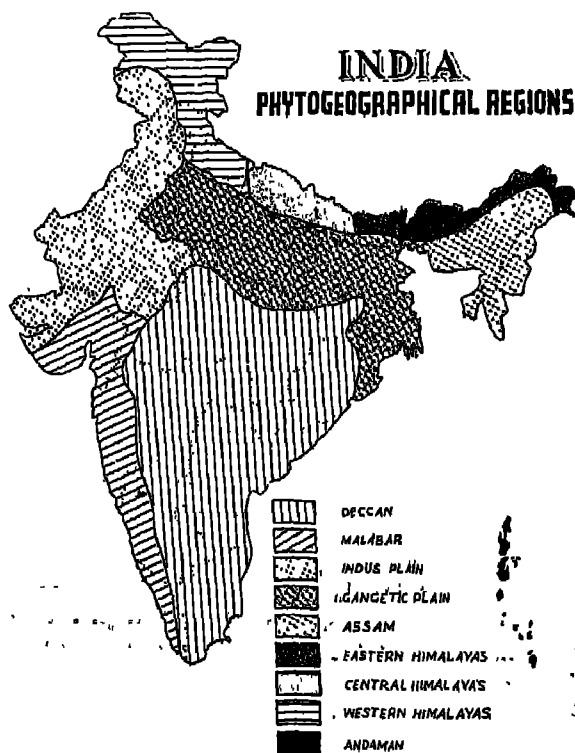 INDIA
PHYTOGEOGRAPHICAL REGIONS
DECCAN
MALABAR
INDUS PLAIN
GANGETIC PLAIN
ASSAM
EASTERN HIMALAYAS
CENTRAL HIMALAYAS
WESTERN HIMALAYAS
ANDAMAN